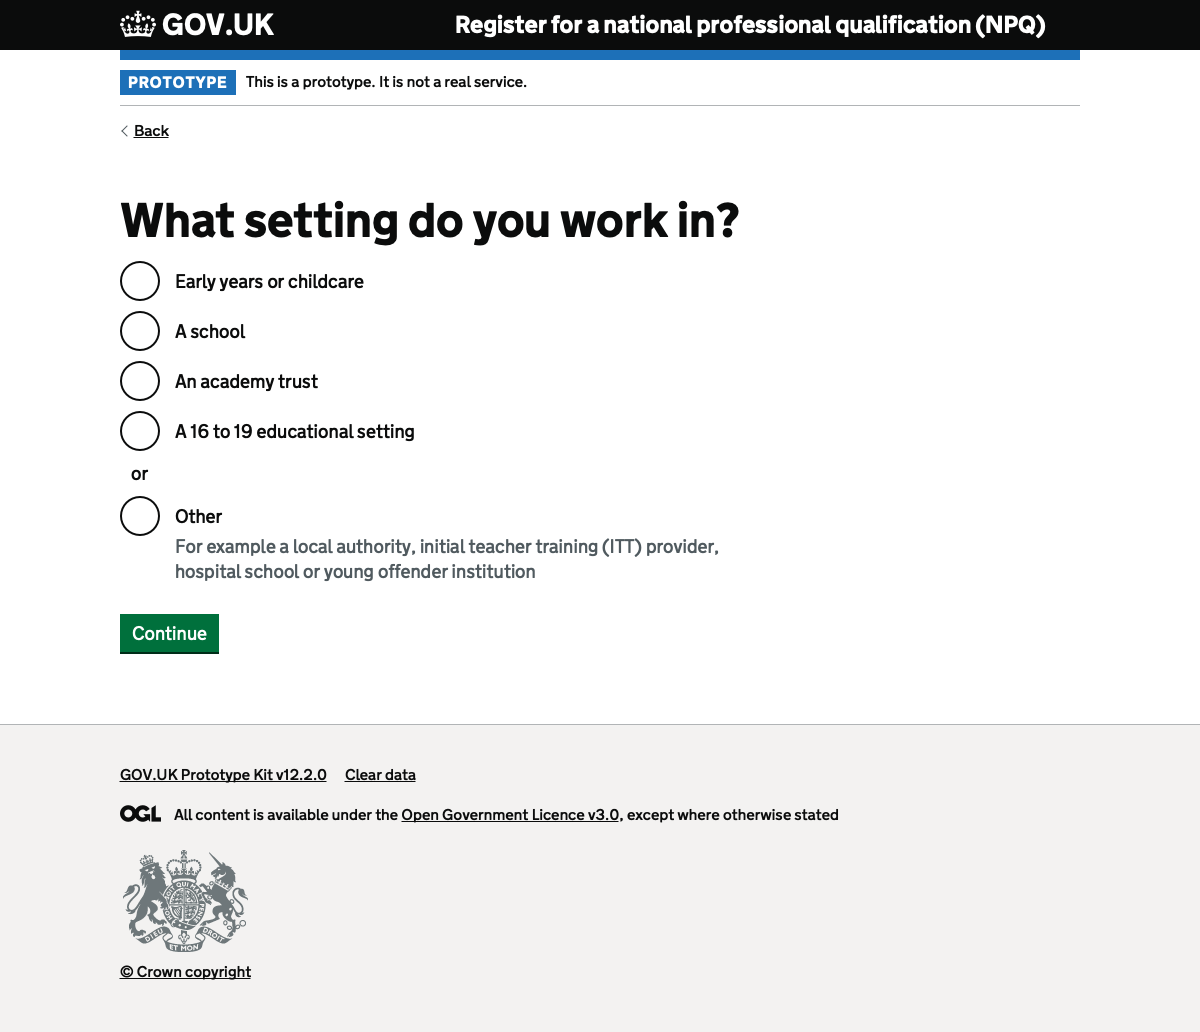 GOV.UK
Register for a national professional qualification (NPQ)
PROTOTYPE
This is a prototype. It is not a real service.
Back
What setting do you work in?
Early years or childcare
A school
An academy trust
A 16 to 19 educational setting
or
Other
For example a local authority, initial teacher training (ITT) provider,
hospital school or young offender institution
Continue
GOV.UK Prototype Kit v12.2.0
Clear data
OGL
All content is available under the Open Government Licence v3.0, except where otherwise stated
DIEU
ET MON
DROIT
© Crown copyright